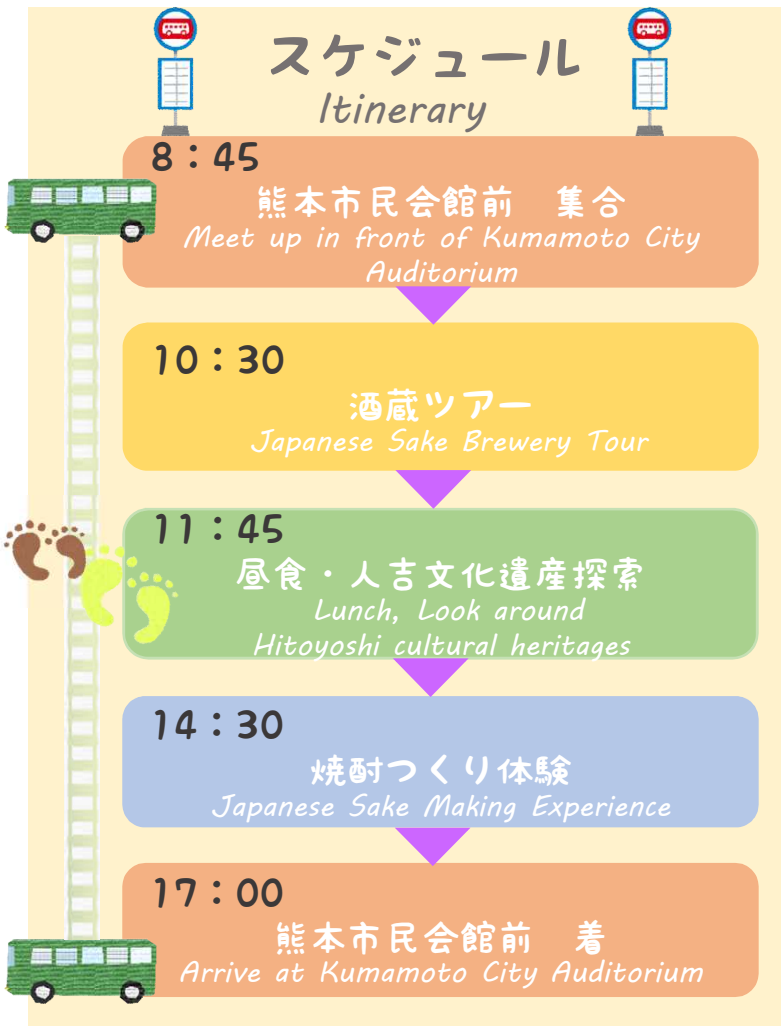 スケジュール
Itinerary
8：45
熊本市民会館前　集合
Meet up in front of Kumamoto City
Auditorium
10：30
酒蔵ツアー
Japanese Sake Brewery Tour
11：45
昼食・人吉文化遺産探索
Lunch, Look around
Hitoyoshi cultural heritages
14：30
焼酎つくり体験
Japanese Sake Making Experience
17：00
熊本市民会館前　着
Arrive at Kumamoto City Auditorium